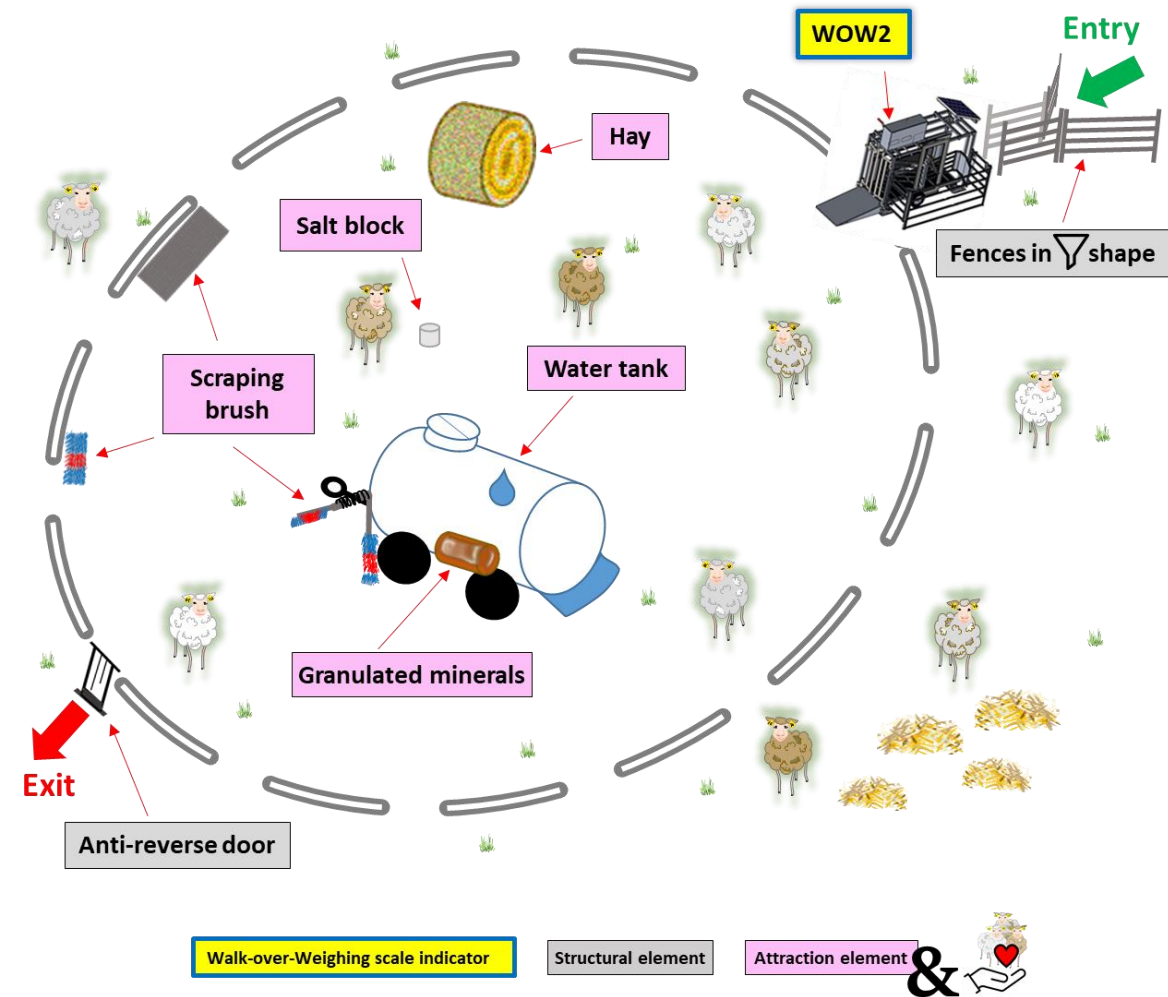 WOW2
Entry
Hay
Salt block
Fences in shape
Water tank
Scraping
brush
Granulated minerals
Exit
Anti-reverse door
Walk-over-Weighing scale indicator
Structural element
Attraction element
&